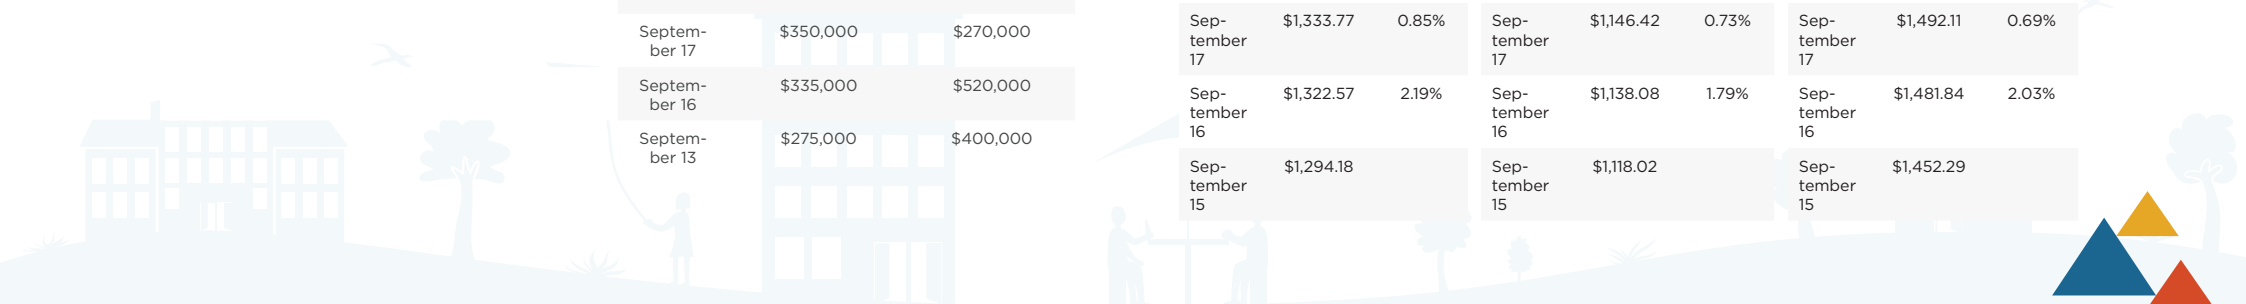 Septem-
ber 17
$350,000 $270,000
Septem-
ber 16
$335,000 $520,000
Septem-
ber 13
$275,000 $400,000
Sep-
tember
17
$1,333.77 0.85%
Sep-
tember
16
$1,322.57 2.19%
Sep-
tember
15
$1,294.18
Sep-
tember
17
$1,146.42 0.73%
Sep-
tember
16
$1,138.08 1.79%
Sep-
tember
15
$1,118.02
Sep-
tember
17
$1,492.11 0.69%
Sep-
tember
16
$1,481.84 2.03%
Sep-
tember
15
$1,452.29